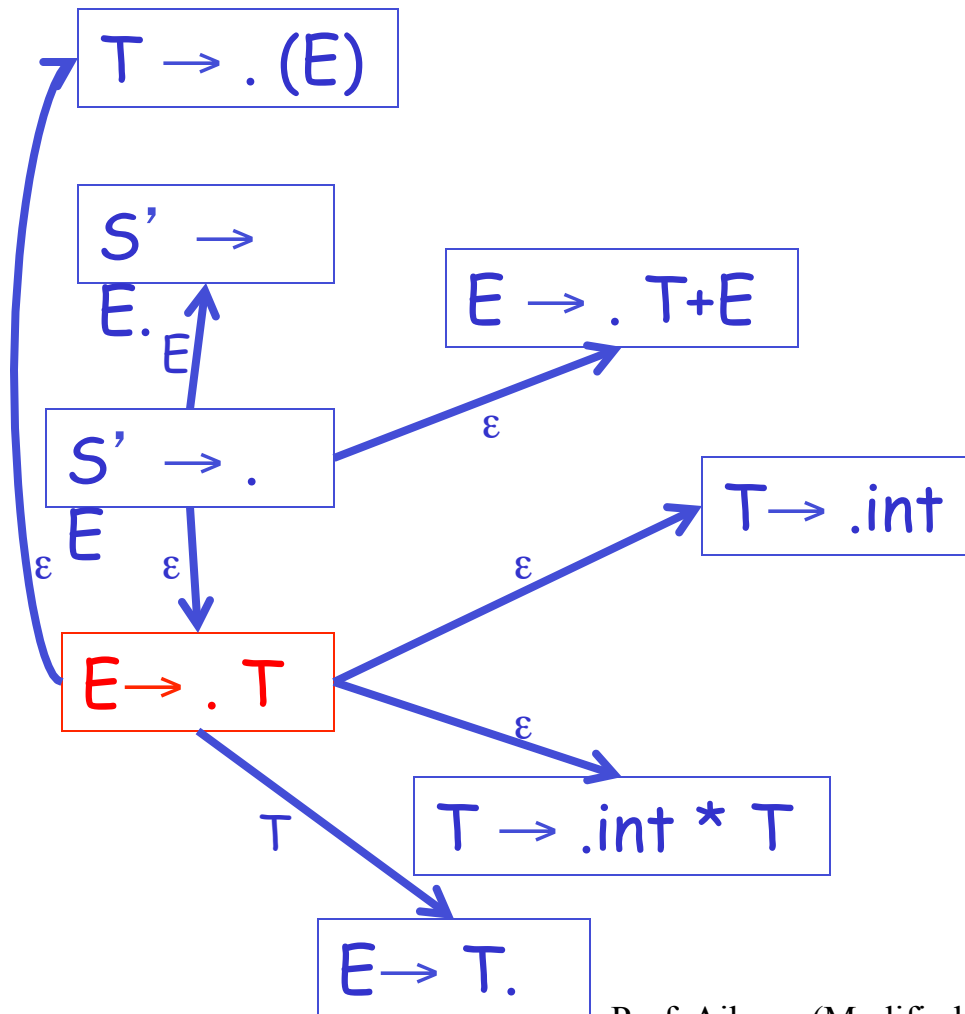 T → . (E)
S’ →
E.
E
E → . T+E
ε
S’ → .
E
T→ .int
ε
ε
ε
E→ . T
ε
T
T → .int * T
E→ T.